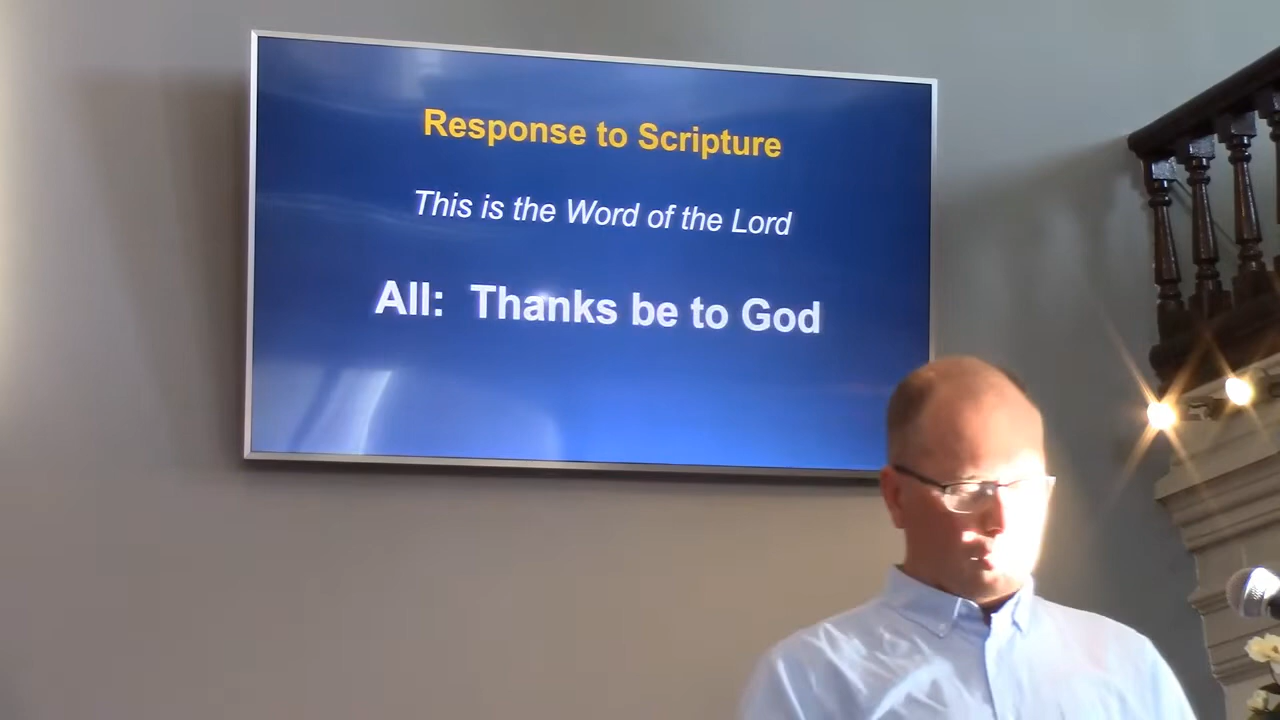 Response to Scripture
This is the Word of the Lord
All: Thanks be to God